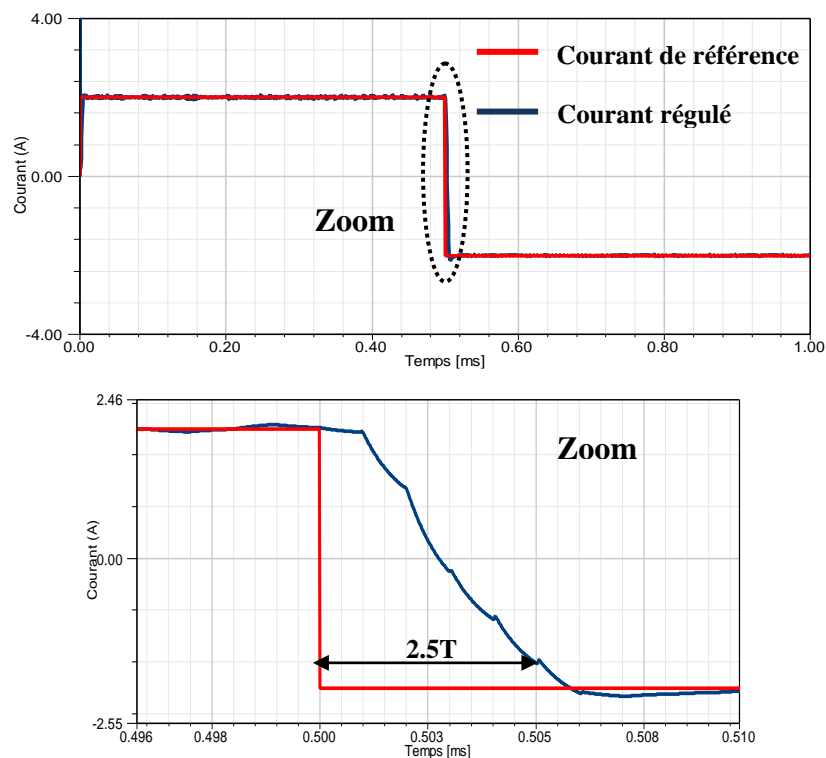 4.00
Courant de référence
Courant régulé
Courant (A)
0.00
Zoom
-4.00
0.00
0.20
0.40
0.60
0.80
1.00
Temps [ms]
2.46
Zoom
Courant (A)
0.00
2.5T
-2.55
0.496
0.498
0.500
0.503
0.505
0.508
0.510
Temps [ms]